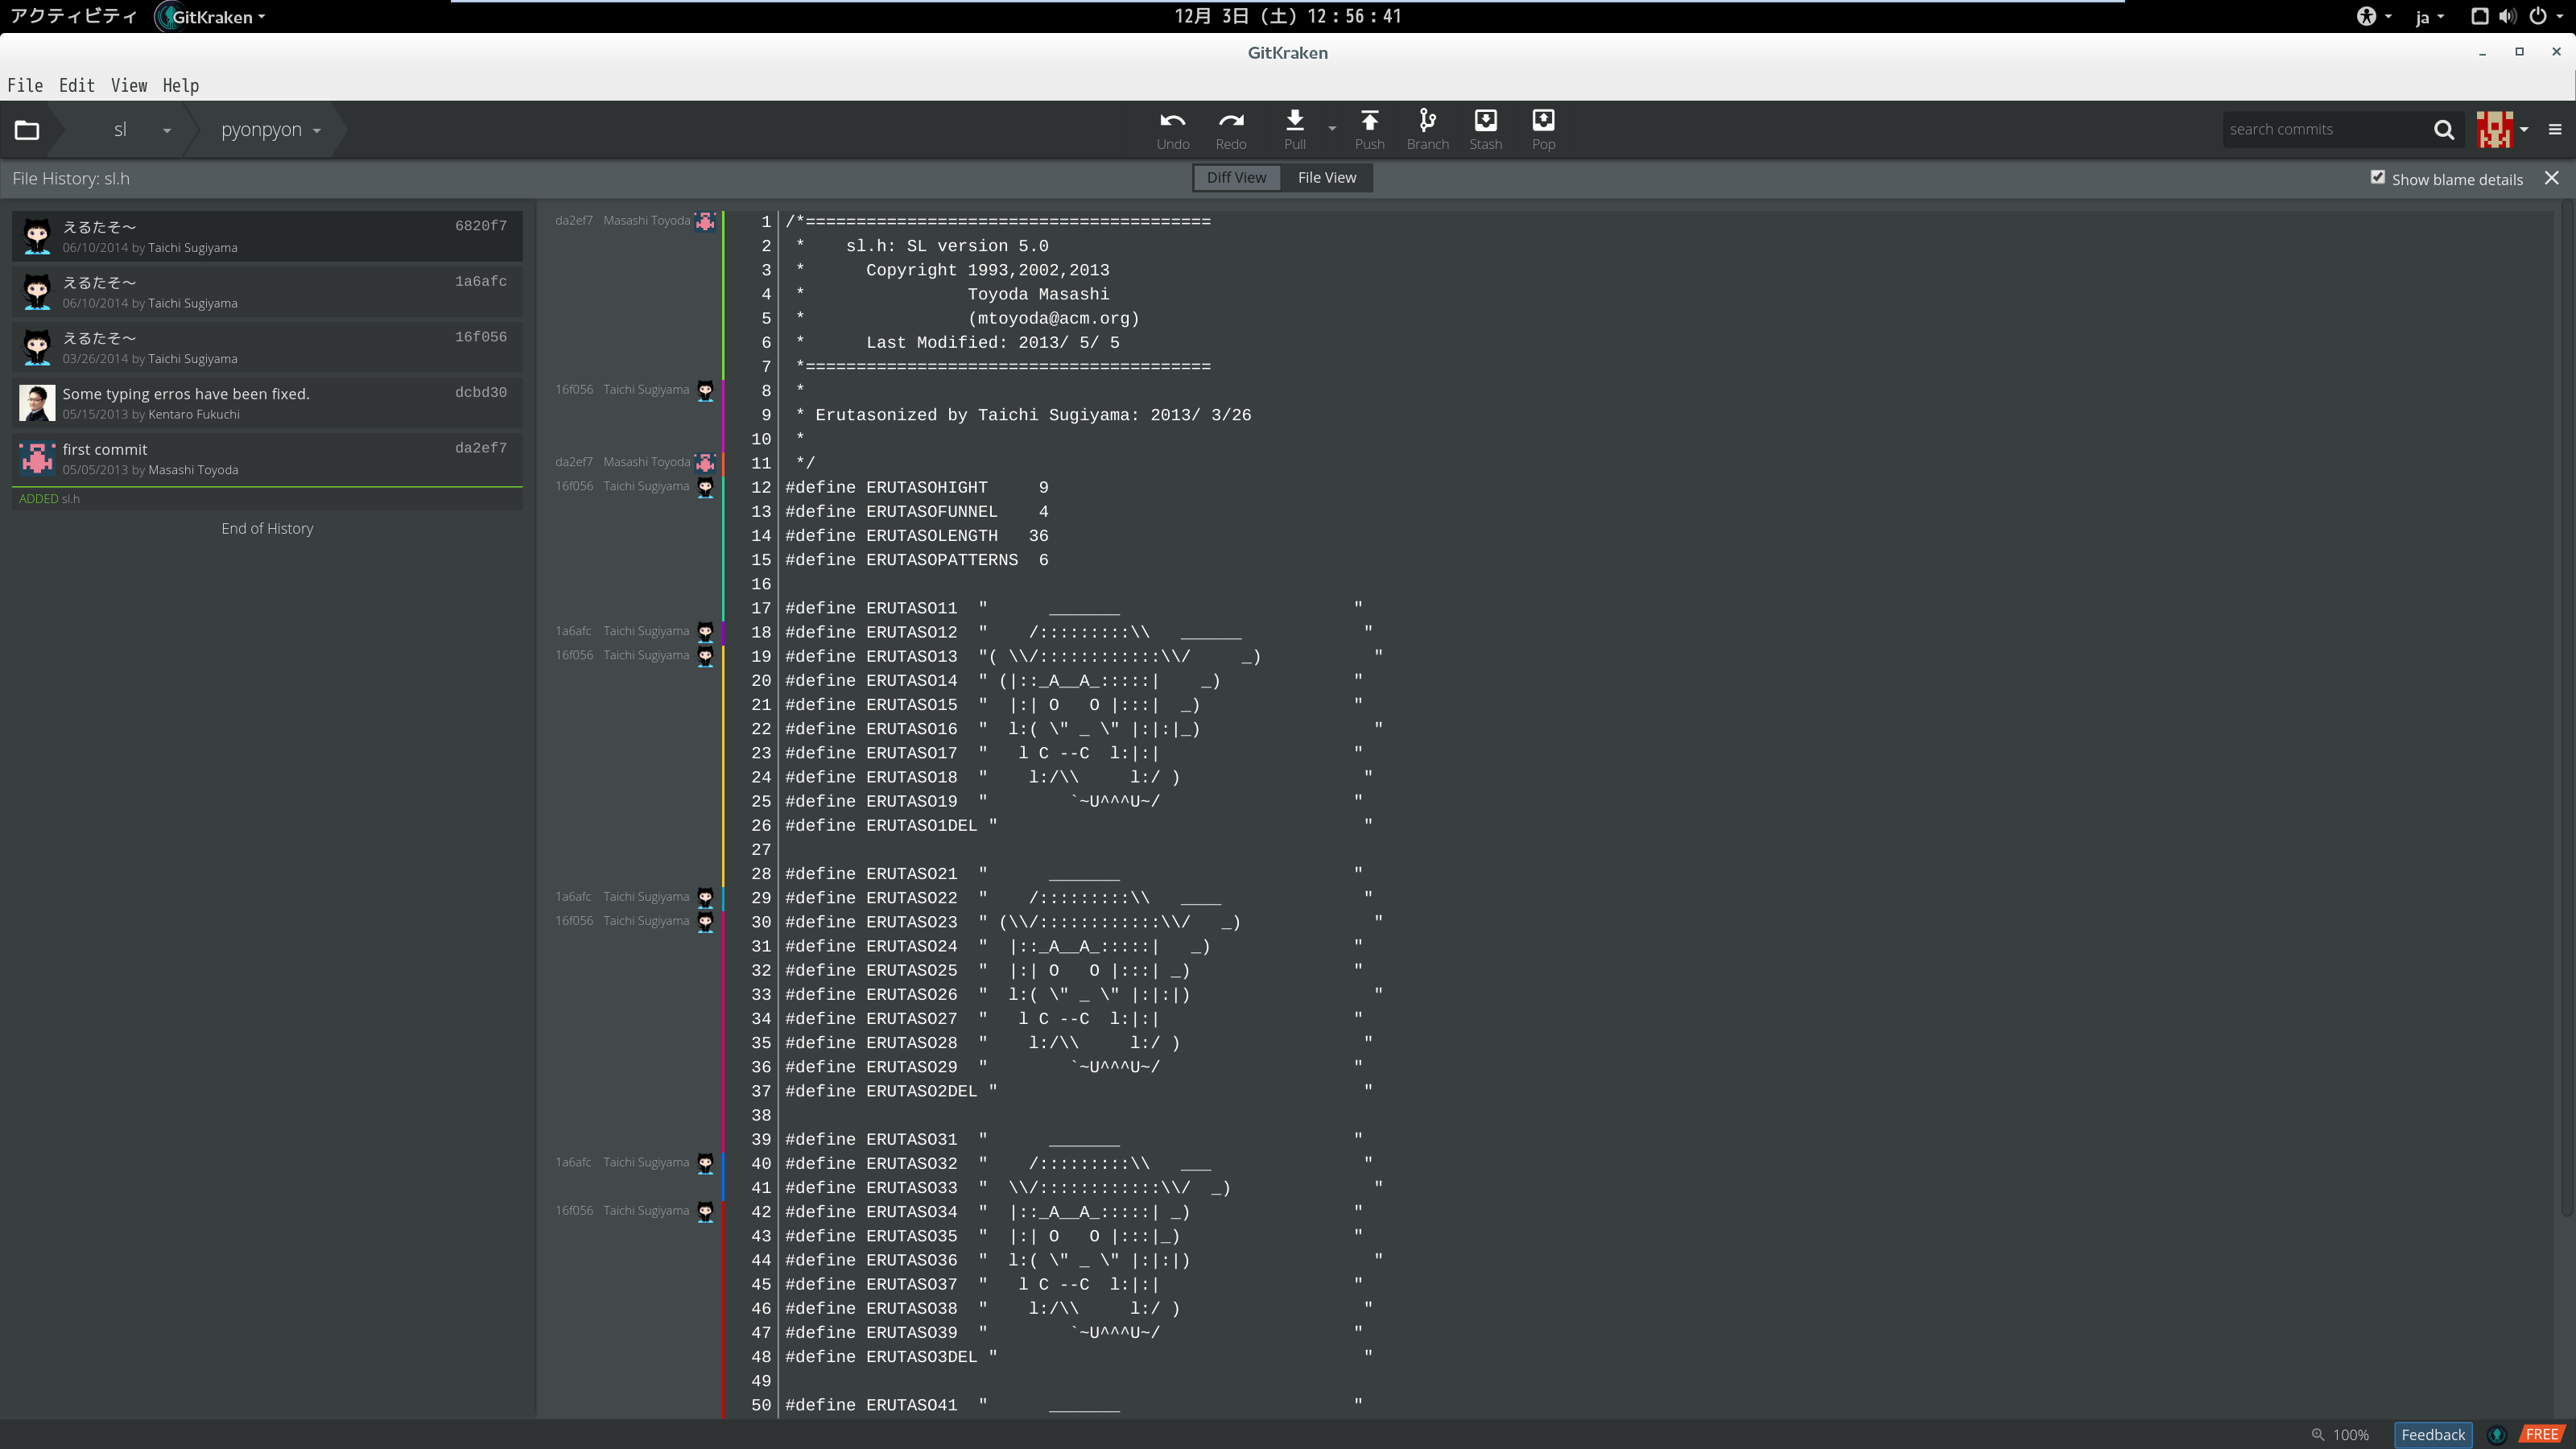 アクティビティ GitKraken 12月 3日 (土) 12:56:41 ja
GitKraken
File Edit View Help
sl pyonpyon Undo Redo Pull Push Branch Stash Pop search commits
File History: sl.h Diff View File View Show blame details
えるたそ〜 6820f7
06/10/2014 by Taichi Sugiyama
えるたそ〜 1a6afc
06/10/2014 by Taichi Sugiyama
えるたそ〜 16f056
03/26/2014 by Taichi Sugiyama
Some typing erros have been fixed. dcbd30
05/15/2013 by Kentaro Fukuchi
first commit da2ef7
05/05/2013 by Masashi Toyoda
ADDED sl.h
End of History
da2ef7 Masashi Toyoda 1 /*========================================
2  *    sl.h: SL version 5.0
3  *      Copyright 1993,2002,2013
4  *                Toyoda Masashi
5  *                (mtoyoda@acm.org)
6  *      Last Modified: 2013/ 5/ 5
7  *========================================
16f056 Taichi Sugiyama 8  *
9  * Erutasonized by Taichi Sugiyama: 2013/ 3/26
10  *
da2ef7 Masashi Toyoda 11  */
16f056 Taichi Sugiyama 12 #define ERUTASOHIGHT     9
13 #define ERUTASOFUNNEL    4
14 #define ERUTASOLENGTH   36
15 #define ERUTASOPATTERNS  6
16
17 #define ERUTASO11  "      _______                       "
1a6afc Taichi Sugiyama 18 #define ERUTASO12  "    /:::::::::\\   ______            "
16f056 Taichi Sugiyama 19 #define ERUTASO13  "( \\/::::::::::::\\/     _)           "
20 #define ERUTASO14  " (|::_A__A_:::::|    _)             "
21 #define ERUTASO15  "  |:| O   O |:::|  _)               "
22 #define ERUTASO16  "  l:( \" _ \" |:|:|_)                 "
23 #define ERUTASO17  "   l C --C  l:|:|                   "
24 #define ERUTASO18  "    l:/\\     l:/ )                  "
25 #define ERUTASO19  "        `~U^^^U~/                   "
26 #define ERUTASO1DEL "                                    "
27
28 #define ERUTASO21  "      _______                       "
1a6afc Taichi Sugiyama 29 #define ERUTASO22  "    /:::::::::\\   ____              "
16f056 Taichi Sugiyama 30 #define ERUTASO23  " (\\/::::::::::::\\/   _)             "
31 #define ERUTASO24  "  |::_A__A_:::::|   _)              "
32 #define ERUTASO25  "  |:| O   O |:::| _)                "
33 #define ERUTASO26  "  l:( \" _ \" |:|:|)                  "
34 #define ERUTASO27  "   l C --C  l:|:|                   "
35 #define ERUTASO28  "    l:/\\     l:/ )                  "
36 #define ERUTASO29  "        `~U^^^U~/                   "
37 #define ERUTASO2DEL "                                    "
38
39 #define ERUTASO31  "      _______                       "
1a6afc Taichi Sugiyama 40 #define ERUTASO32  "    /:::::::::\\   ___               "
41 #define ERUTASO33  "  \\/::::::::::::\\/  _)              "
16f056 Taichi Sugiyama 42 #define ERUTASO34  "  |::_A__A_:::::| _)                "
43 #define ERUTASO35  "  |:| O   O |:::|_)                 "
44 #define ERUTASO36  "  l:( \" _ \" |:|:|)                  "
45 #define ERUTASO37  "   l C --C  l:|:|                   "
46 #define ERUTASO38  "    l:/\\     l:/ )                  "
47 #define ERUTASO39  "        `~U^^^U~/                   "
48 #define ERUTASO3DEL "                                    "
49
50 #define ERUTASO41  "      _______                       "
100% Feedback FREE